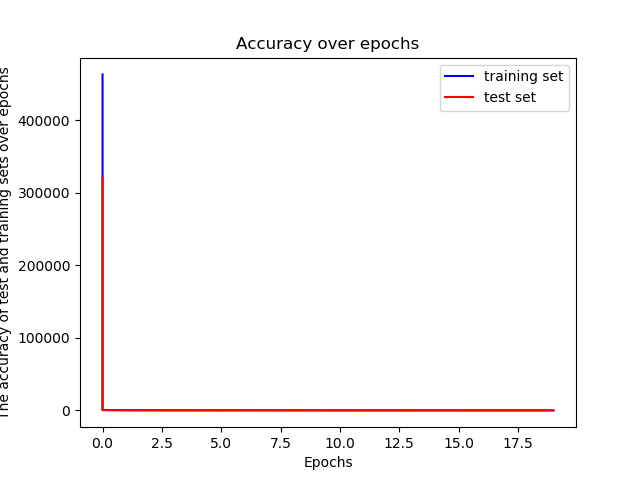 Accuracy over epochs
The accuracy of test and training sets over epochs
400000
300000
200000
100000
0
training set
test set
0.0 2.5 5.0 7.5 10.0 12.5 15.0 17.5
Epochs